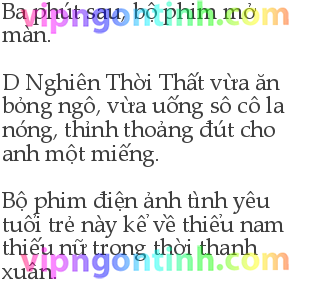 Ba phút sau, bộ phim mở
màn.
D Nghiên Thời Thất vừa ăn
bỏng ngô, vừa uống sô cô la
nóng, thỉnh thoảng đút cho
anh một miếng.
Bộ phim điện ảnh tình yêu
tuổi trẻ này kể về thiểu nam
thiếu nữ trong thời thanh
xuân.
vipngontinh.com
vipngontinh.com